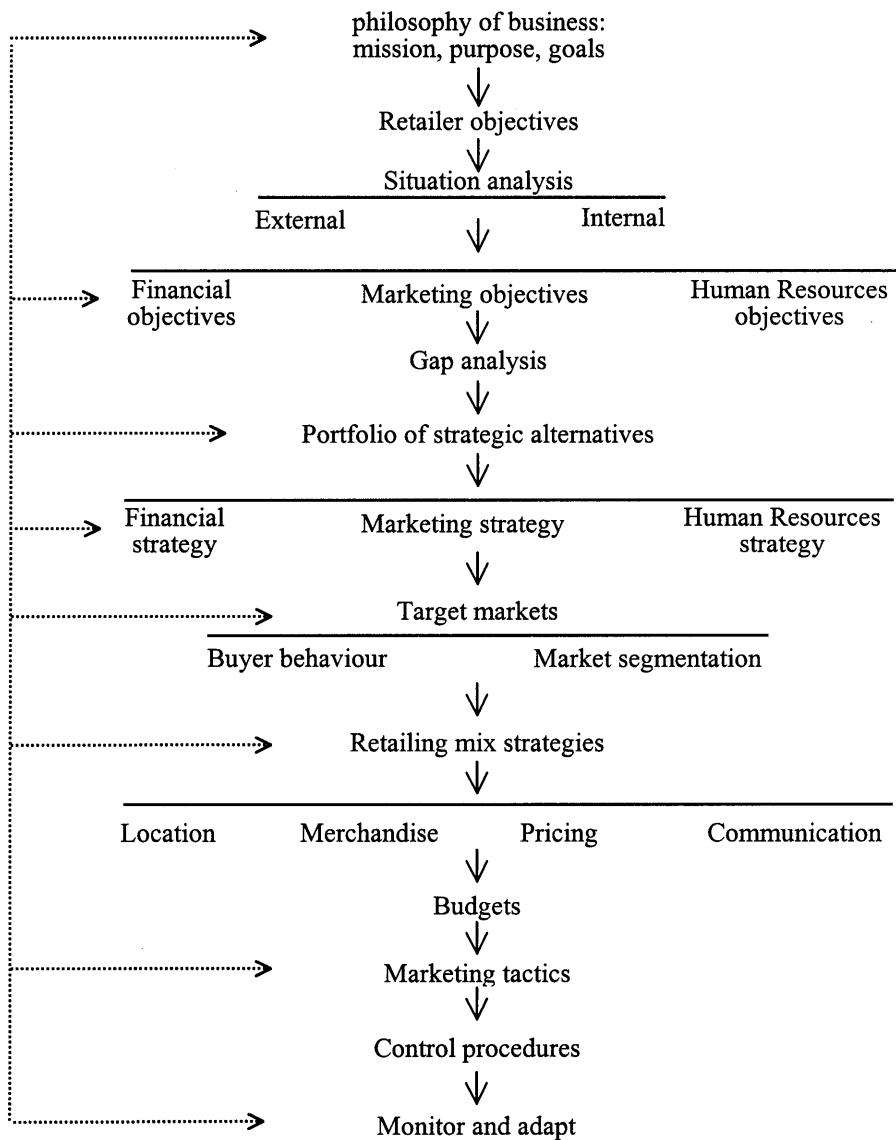 philosophy of business:
mission, purpose, goals
Retailer objectives
Situation analysis
External Internal
Financial objectives
Marketing objectives
Human Resources objectives
Gap analysis
Portfolio of strategic alternatives
Financial strategy
Marketing strategy
Human Resources strategy
Target markets
Buyer behaviour Market segmentation
Retailing mix strategies
Location Merchandise Pricing Communication
Budgets
Marketing tactics
Control procedures
Monitor and adapt